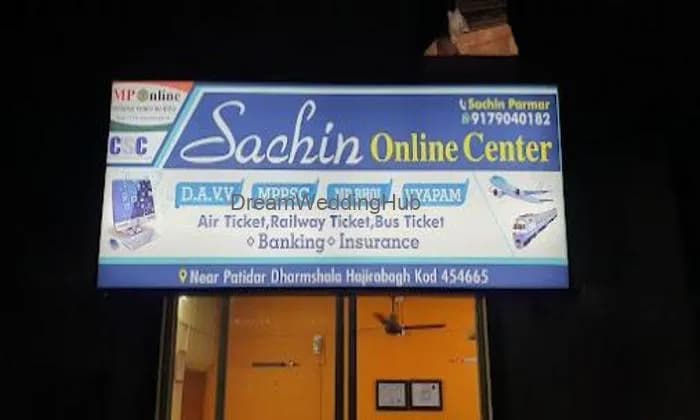 MP Online
CSC
Sachin Online Center
Sachin Parmar
9179040182
D.A.V.V. MPPSC MP BHOJ VYAPAM
DreamWeddingHub
Air Ticket,Railway Ticket,Bus Ticket
Banking Insurance
Near Patidar Dharmshala Hajirabagh Kod 454665